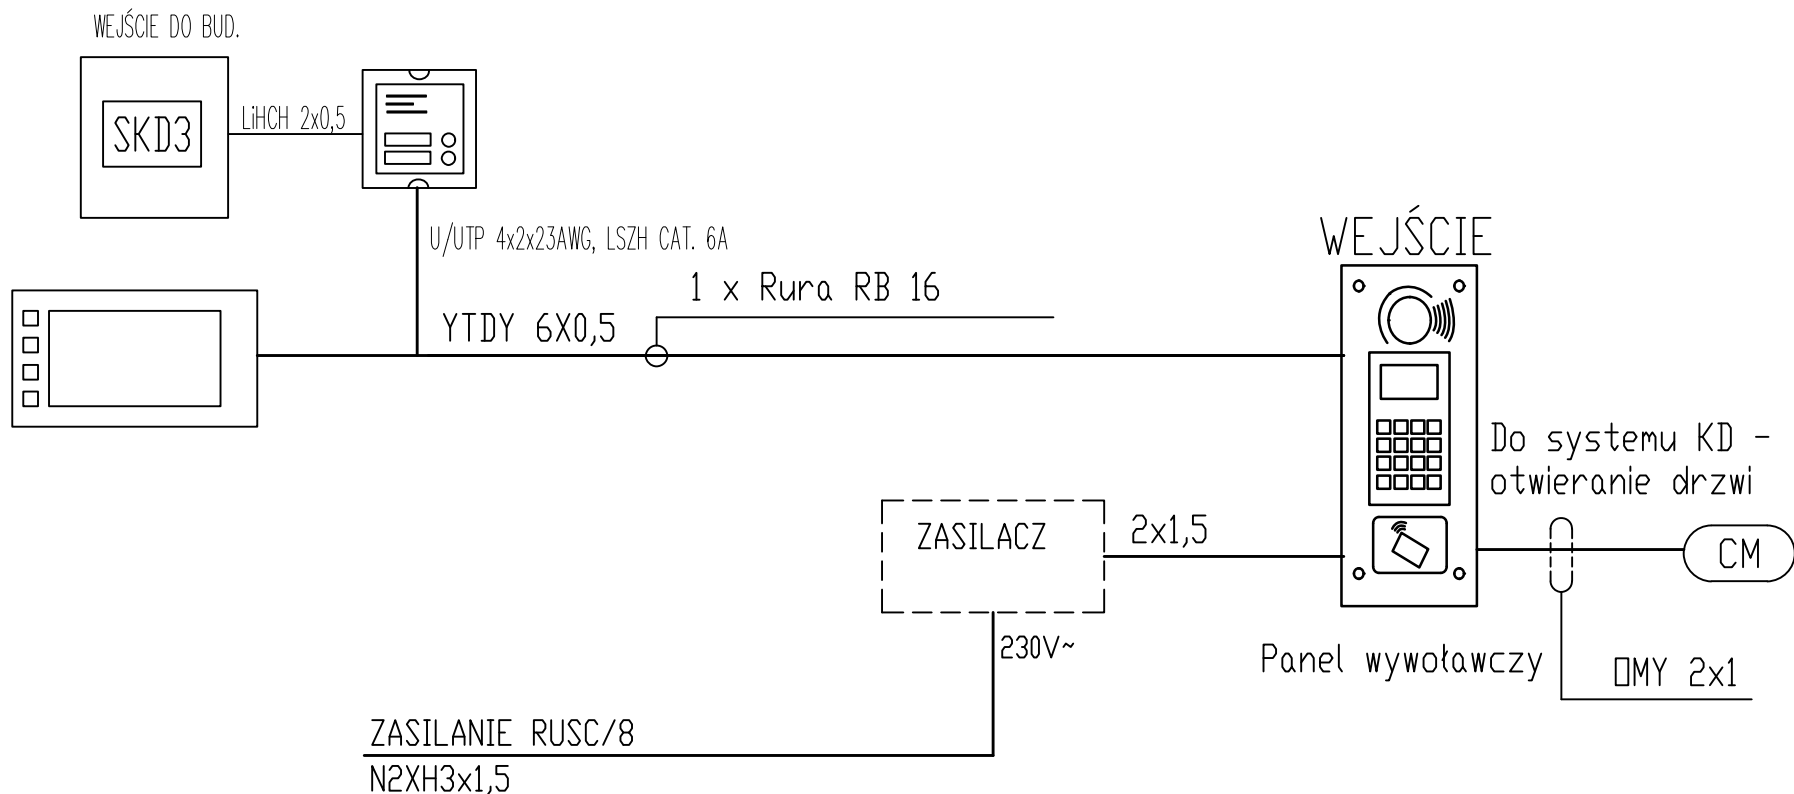 WEJŚCIE DO BUD.
SKD3
LiHCH 2x0,5
U/UTP 4x2x23AWG, LSZH CAT. 6A
WEJŚCIE
1 x Rura RB 16
YTDY 6X0,5
Do systemu KD -
otwieranie drzwi
ZASILACZ
2x1,5
CM
230V~
Panel wywoławczy
OMY 2x1
ZASILANIE RUSC/8
N2XH3x1,5